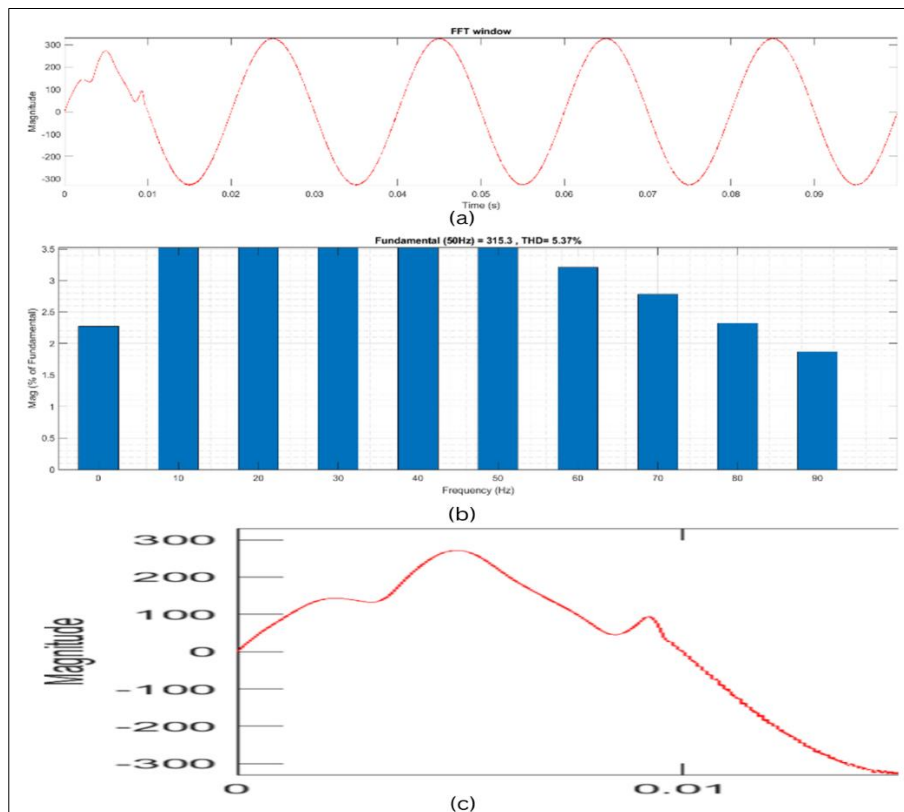 FFT window
300
200
100
0
-100
-200
-300
Magnitude
0 0.01 0.02 0.03 0.04 0.05 0.06 0.07 0.08 0.09
Time (s)
(a)
Fundamental (50Hz) = 315.3 , THD= 5.37%
3.5
3
2.5
2
1.5
1
0.5
0
Mag (% of Fundamental)
0 10 20 30 40 50 60 70 80 90
Frequency (Hz)
(b)
300
200
100
0
-100
-200
-300
Magnitude
0 0.01
(c)